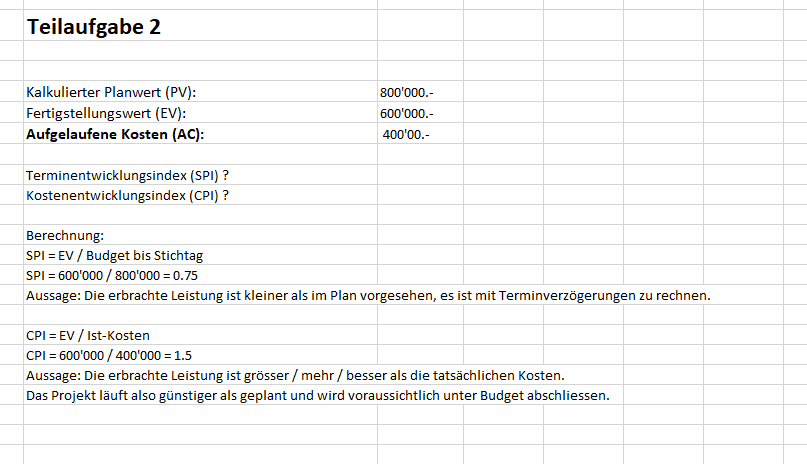 Teilaufgabe 2
Kalkulierter Planwert (PV): 800'000.-
Fertigstellungswert (EV): 600'000.-
Aufgelaufene Kosten (AC): 400'00.-
Terminentwicklungsindex (SPI) ?
Kostenentwicklungsindex (CPI) ?
Berechnung:
SPI = EV / Budget bis Stichtag
SPI = 600'000 / 800'000 = 0.75
Aussage: Die erbrachte Leistung ist kleiner als im Plan vorgesehen, es ist mit Terminverzögerungen zu rechnen.
CPI = EV / Ist-Kosten
CPI = 600'000 / 400'000 = 1.5
Aussage: Die erbrachte Leistung ist grösser / mehr / besser als die tatsächlichen Kosten.
Das Projekt läuft also günstiger als geplant und wird voraussichtlich unter Budget abschliessen.